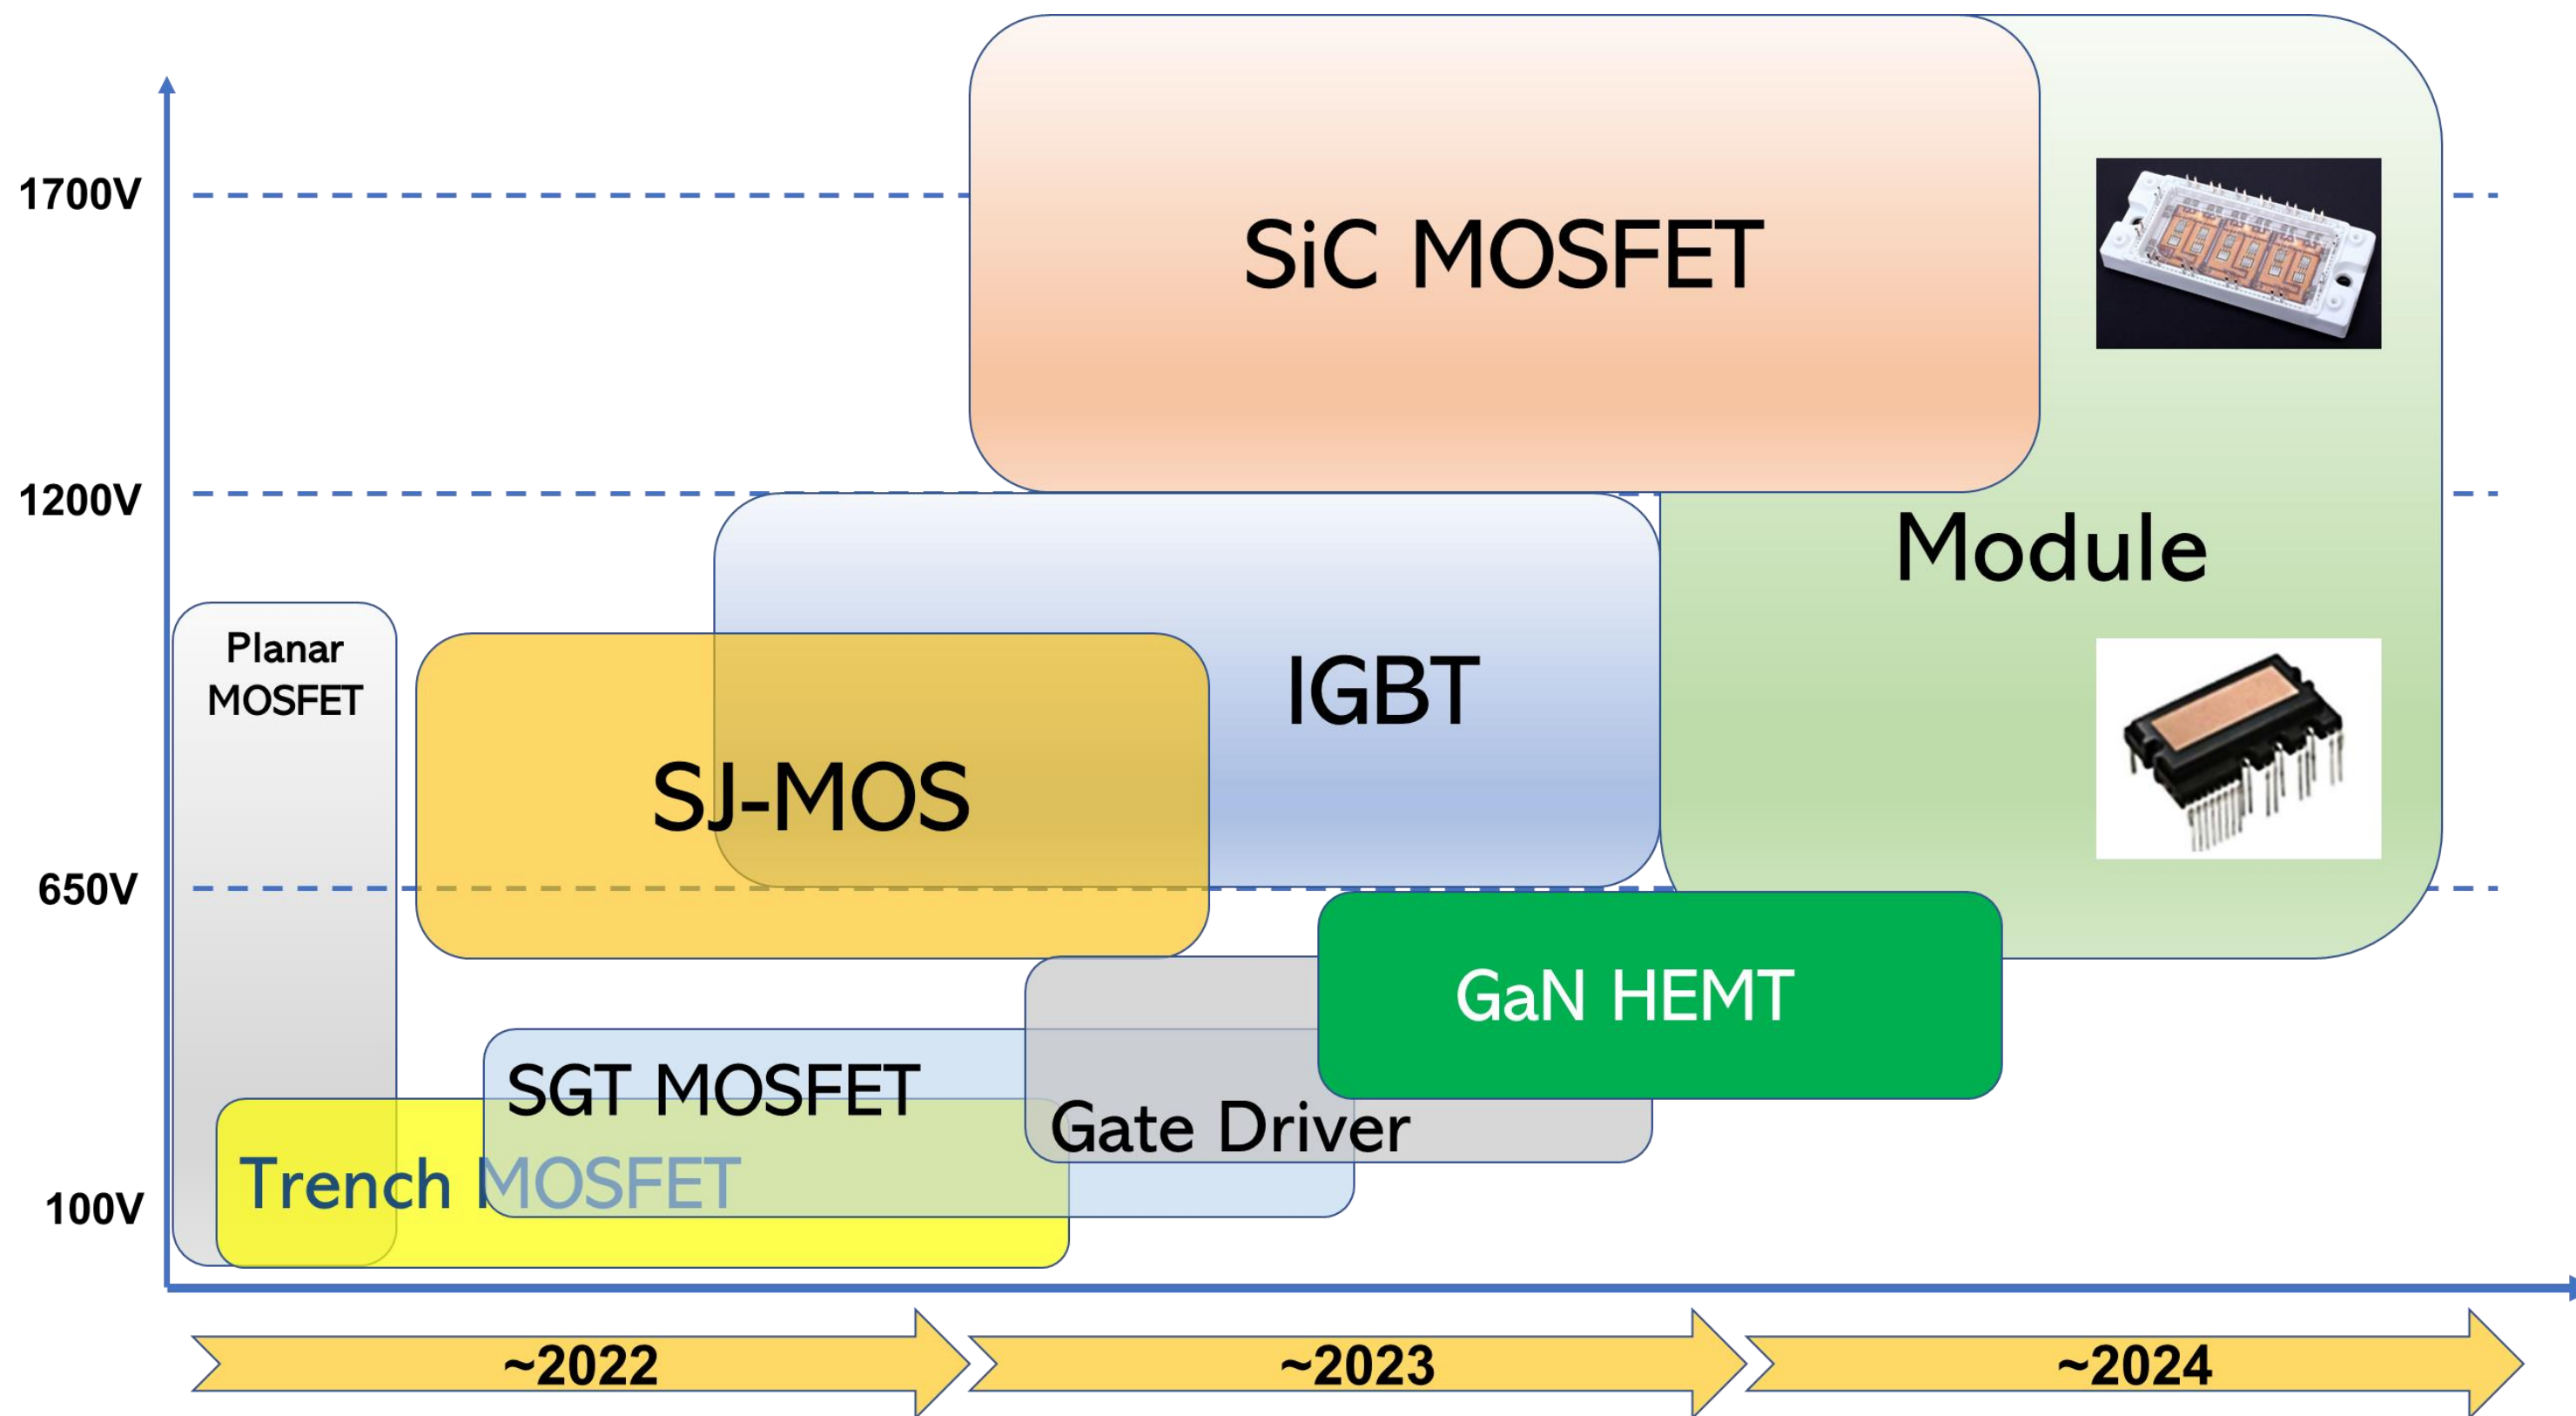 1700V
SiC MOSFET
1200V
Module
Planar
MOSFET
IGBT
SJ-MOS
650V
GaN HEMT
SGT MOSFET
Gate Driver
Trench MOSFET
100V
~2022
~2023
~2024